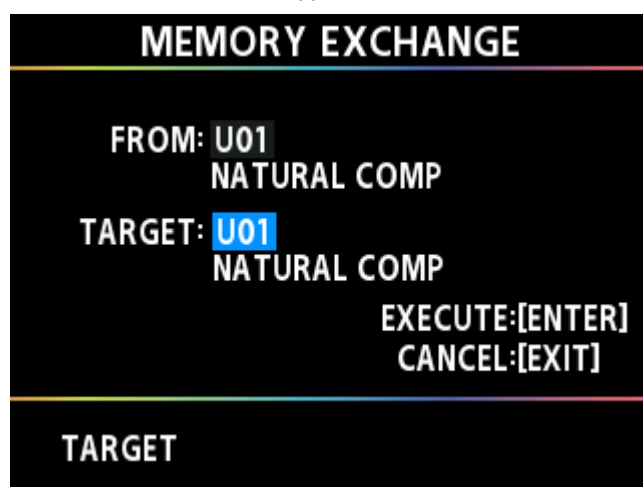 MEMORY EXCHANGE
FROM: U01
NATURAL COMP
TARGET: U01
NATURAL COMP
EXECUTE:[ENTER]
CANCEL:[EXIT]
TARGET